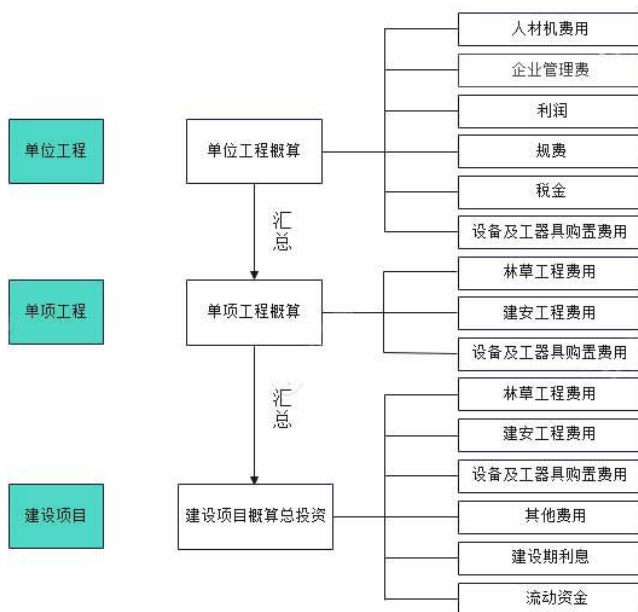 人材机费用
企业管理费
利润
规费
税金
设备及工器具购置费用
单位工程
单位工程概算
汇总
林草工程费用
建安工程费用
设备及工器具购置费用
单项工程
单项工程概算
汇总
林草工程费用
建安工程费用
设备及工器具购置费用
其他费用
建设期利息
流动资金
建设项目
建设项目概算总投资